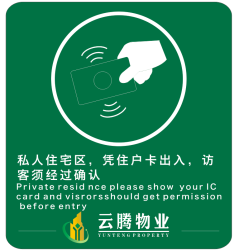 私人住宅区，凭住户卡出入，访
客须经过确认
Private resid nce please show your IC
card and visrorsshould get permission
before entry
云腾物业
YUNTENG PROPERTY